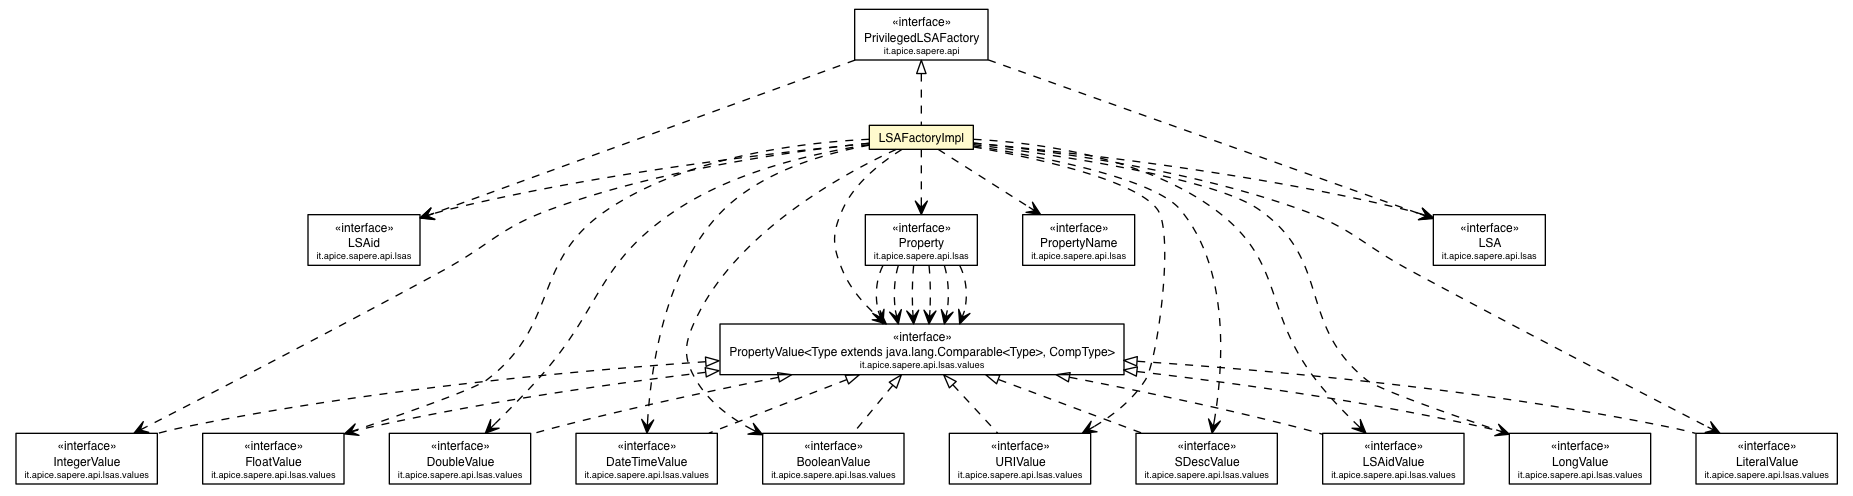 «interface»
PrivilegedLSAFactory
it.apice.sapere.api
LSAFactoryImpl
«interface»
LSAid
it.apice.sapere.api.lsas
«interface»
Property
it.apice.sapere.api.lsas
«interface»
PropertyName
it.apice.sapere.api.lsas
«interface»
LSA
it.apice.sapere.api.lsas
«interface»
PropertyValue<Type extends java.lang.Comparable<Type>, CompType>
it.apice.sapere.api.lsas.values
«interface»
IntegerValue
it.apice.sapere.api.lsas.values
«interface»
FloatValue
it.apice.sapere.api.lsas.values
«interface»
DoubleValue
it.apice.sapere.api.lsas.values
«interface»
DateTimeValue
it.apice.sapere.api.lsas.values
«interface»
BooleanValue
it.apice.sapere.api.lsas.values
«interface»
URIValue
it.apice.sapere.api.lsas.values
«interface»
SDescValue
it.apice.sapere.api.lsas.values
«interface»
LSAidValue
it.apice.sapere.api.lsas.values
«interface»
LongValue
it.apice.sapere.api.lsas.values
«interface»
LiteralValue
it.apice.sapere.api.lsas.values